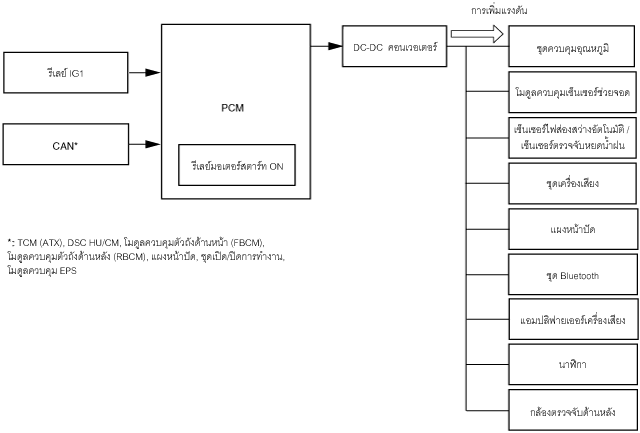 การเพิ่มแรงดัน
รีเลย์ IG1
CAN*
PCM
รีเลย์มอเตอร์สตาร์ท ON
DC-DC คอนเวอเตอร์
ชุดควบคุมอุณหภูมิ
โมดูลควบคุมเซ็นเซอร์ช่วยจอด
เซ็นเซอร์ไฟส่องสว่างอัตโนมัติ /
เซ็นเซอร์ตรวจจับหยดน้ำฝน
ชุดเครื่องเสียง
แผงหน้าปัด
ชุด Bluetooth
แอมปลิฟายเออร์เครื่องเสียง
นาฬิกา
กล้องตรวจจับด้านหลัง
*: TCM (ATX), DSC HU/CM, โมดูลควบคุมตัวถังด้านหน้า (FBCM),
โมดูลควบคุมตัวถังด้านหลัง (RBCM), แผงหน้าปัด, ชุดเปิด/ปิดการทำงาน,
โมดูลควบคุม EPS